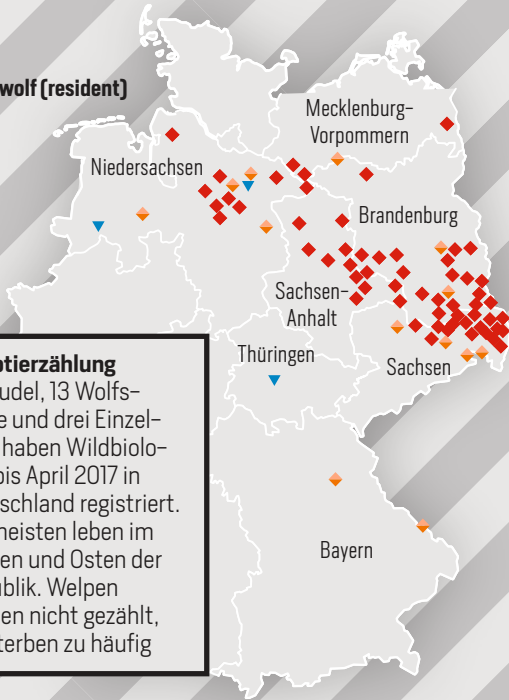 wolf (resident)
Mecklenburg-
Vorpommern
Niedersachsen
Brandenburg
Sachsen-
Anhalt
Thüringen
Sachsen
Bayern
tierzählung
udel, 13 Wolfs-
e und drei Einzel-
haben Wildbiolo-
bis April 2017 in
schland registriert.
meisten leben im
en und Osten der
ublik. Welpen
en nicht gezählt,
terben zu häufig